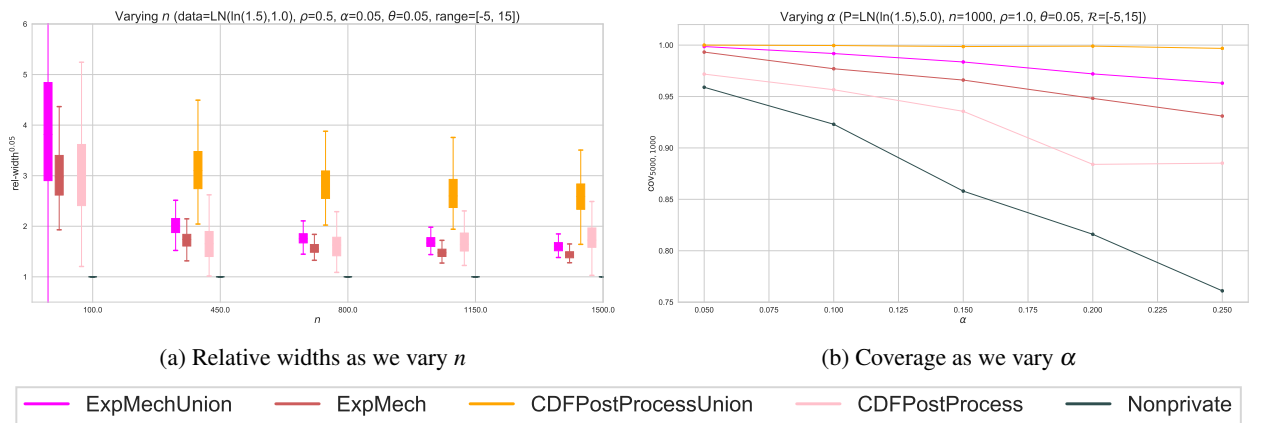 Varying n (data=LN(ln(1.5),1.0), ρ=0.5, α=0.05, θ=0.05, range=[-5, 15])
6
5
4
3
2
1
rel-width^0.05
100.0 450.0 800.0 1150.0 1500.0
n
(a) Relative widths as we vary n
Varying α (P=LN(ln(1.5),5.0), n=1000, ρ=1.0, θ=0.05, ℛ=[-5,15])
1.00
0.95
0.90
0.85
0.80
0.75
cov_5000,1000
0.050 0.075 0.100 0.125 0.150 0.175 0.200 0.225 0.250
α
(b) Coverage as we vary α
ExpMechUnion ExpMech CDFPostProcessUnion CDFPostProcess Nonprivate